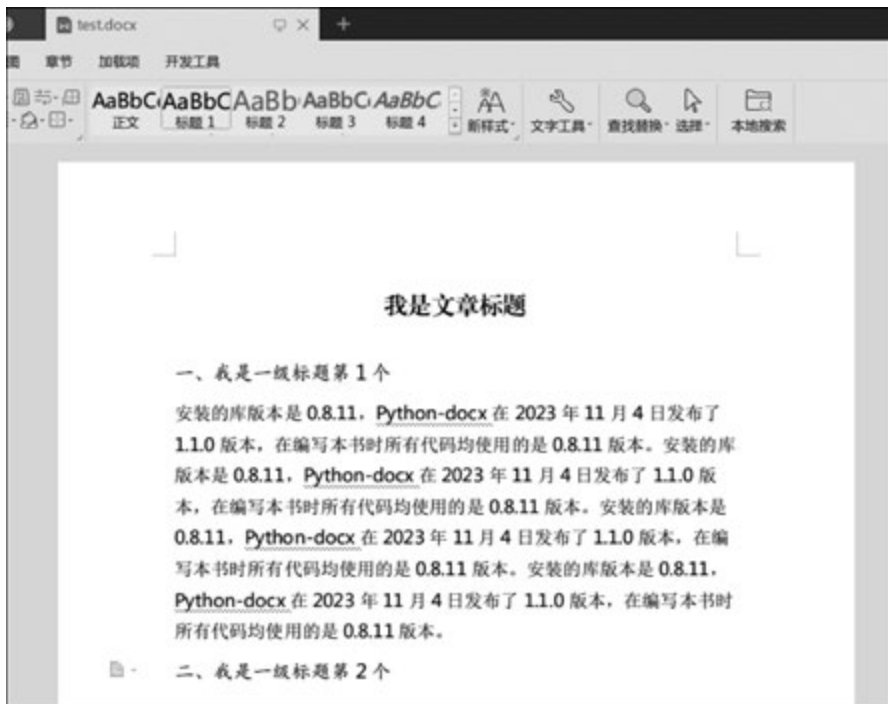 test.docx
图 章节 加载项 开发工具
AaBbC AaBbC AaBb AaBbC AaBbC
正文 标题 1 标题 2 标题 3 标题 4 新样式 文字工具 查找替换 选择 本地搜索
我是文章标题
一、我是一级标题第 1 个
安装的库版本是 0.8.11，Python-docx 在 2023 年 11 月 4 日发布了
1.1.0 版本，在编写本书时所有代码均使用的是 0.8.11 版本。安装的库
版本是 0.8.11，Python-docx 在 2023 年 11 月 4 日发布了 1.1.0 版
本，在编写本书时所有代码均使用的是 0.8.11 版本。安装的库版本是
0.8.11，Python-docx 在 2023 年 11 月 4 日发布了 1.1.0 版本，在编
写本书时所有代码均使用的是 0.8.11 版本。安装的库版本是 0.8.11，
Python-docx 在 2023 年 11 月 4 日发布了 1.1.0 版本，在编写本书时
所有代码均使用的是 0.8.11 版本。
二、我是一级标题第 2 个